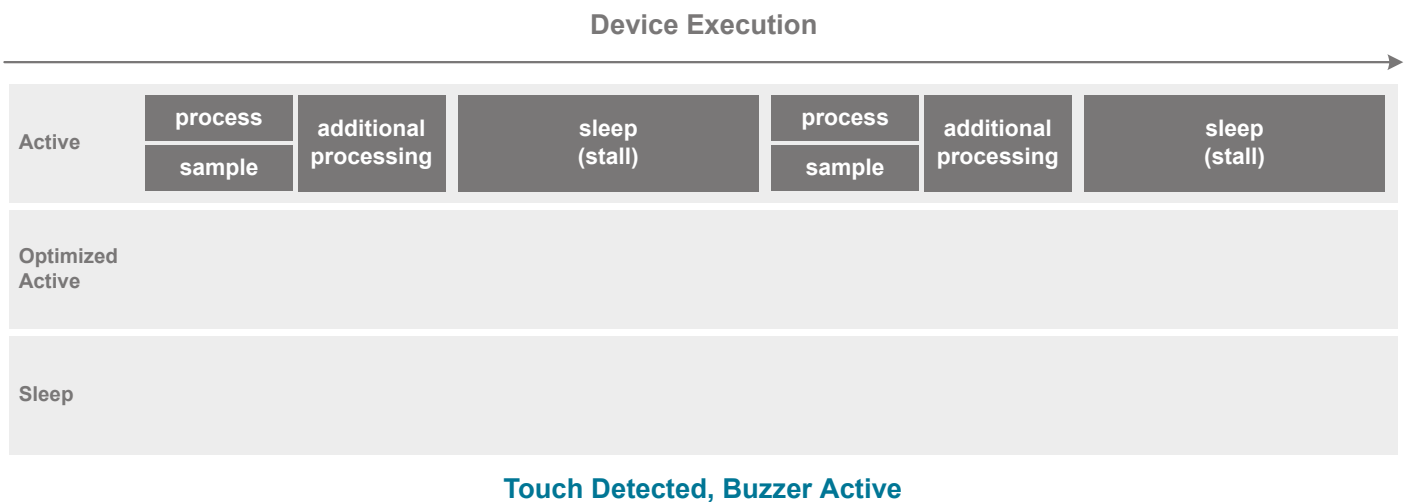 Device Execution
Active
process
sample
additional
processing
sleep
(stall)
process
sample
additional
processing
sleep
(stall)
Optimized
Active
Sleep
Touch Detected, Buzzer Active